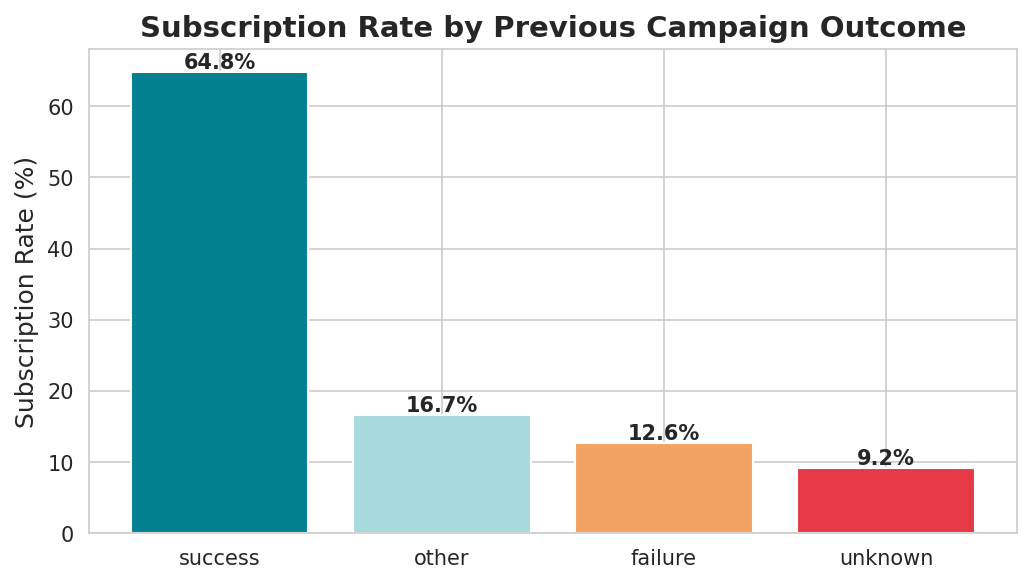 Subscription Rate by Previous Campaign Outcome
Subscription Rate (%)
60
50
40
30
20
10
0
64.8%
16.7%
12.6%
9.2%
success
other
failure
unknown